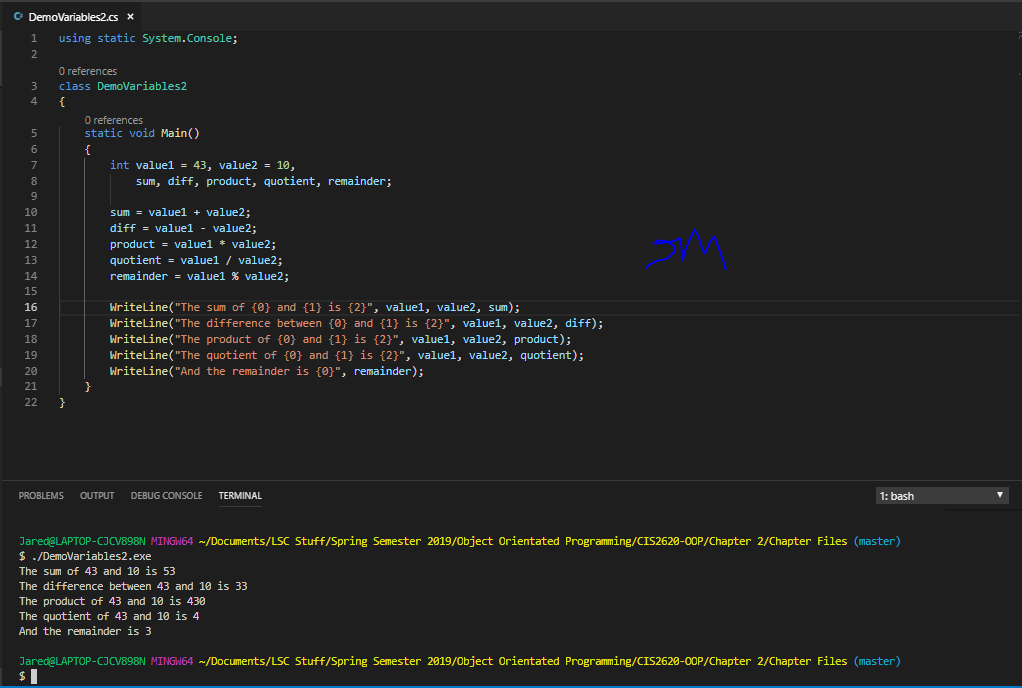 DemoVariables2.cs ×
1 using static System.Console;
2
0 references
3 class DemoVariables2
4 {
0 references
5 static void Main()
6 {
7 int value1 = 43, value2 = 10,
8 sum, diff, product, quotient, remainder;
9
10 sum = value1 + value2;
11 diff = value1 - value2;
12 product = value1 * value2;
13 quotient = value1 / value2;
14 remainder = value1 % value2;
15
16 WriteLine("The sum of {0} and {1} is {2}", value1, value2, sum);
17 WriteLine("The difference between {0} and {1} is {2}", value1, value2, diff);
18 WriteLine("The product of {0} and {1} is {2}", value1, value2, product);
19 WriteLine("The quotient of {0} and {1} is {2}", value1, value2, quotient);
20 WriteLine("And the remainder is {0}", remainder);
21 }
22 }
PROBLEMS OUTPUT DEBUG CONSOLE TERMINAL 1: bash
Jared@LAPTOP-CJCV898N MINGW64 ~/Documents/LSC Stuff/Spring Semester 2019/Object Orientated Programming/CIS2620-OOP/Chapter 2/Chapter Files (master)
$ ./DemoVariables2.exe
The sum of 43 and 10 is 53
The difference between 43 and 10 is 33
The product of 43 and 10 is 430
The quotient of 43 and 10 is 4
And the remainder is 3
Jared@LAPTOP-CJCV898N MINGW64 ~/Documents/LSC Stuff/Spring Semester 2019/Object Orientated Programming/CIS2620-OOP/Chapter 2/Chapter Files (master)
$